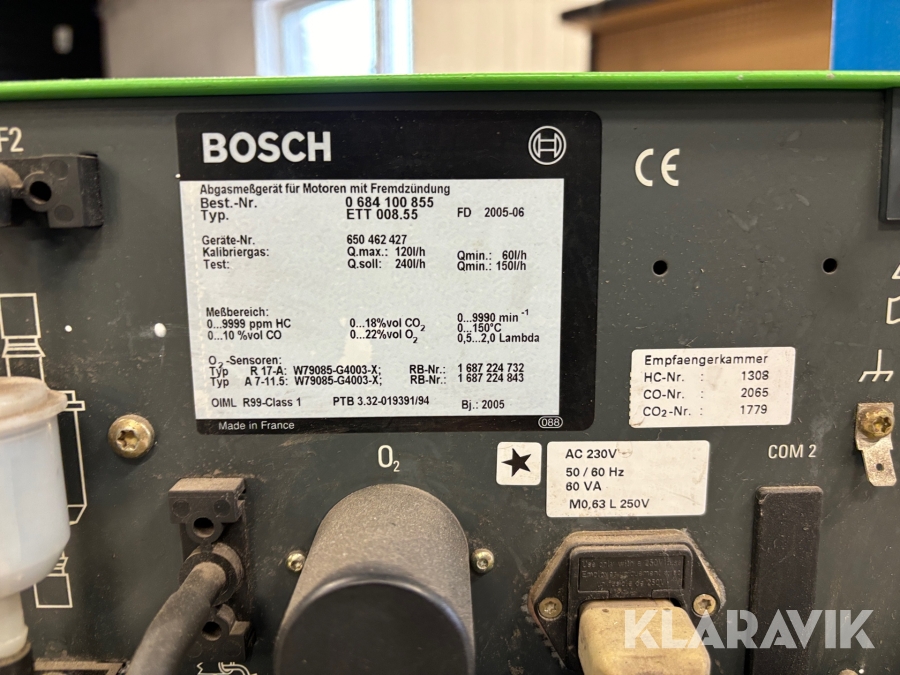 F2
BOSCH
Abgasmeßgerät für Motoren mit Fremdzündung
Best.-Nr. 0 684 100 855
Typ. ETT 008.55 FD 2005-06
Geräte-Nr. 650 462 427
Kalibriergas: Q.max.: 120l/h Qmin.: 60l/h
Test: Q.soll: 240l/h Qmin.: 150l/h
Meßbereich:
0...9999 ppm HC 0...18%vol CO₂ 0...9990 min⁻¹
0...10 %vol CO 0...22%vol O₂ 0...150°C
0,5...2,0 Lambda
O₂-Sensoren:
Typ R 17-A: W79085-G4003-X; RB-Nr.: 1 687 224 732
Typ A 7-11.5: W79085-G4003-X; RB-Nr.: 1 687 224 843
OIML R99-Class 1 PTB 3.32-019391/94 Bj.: 2005
Made in France 088
CE
Empfaengerkammer
HC-Nr. : 1308
CO-Nr. : 2065
CO₂-Nr. : 1779
O₂
AC 230V
50 / 60 Hz
60 VA
M0,63 L 250V
COM 2
KLARAVIK